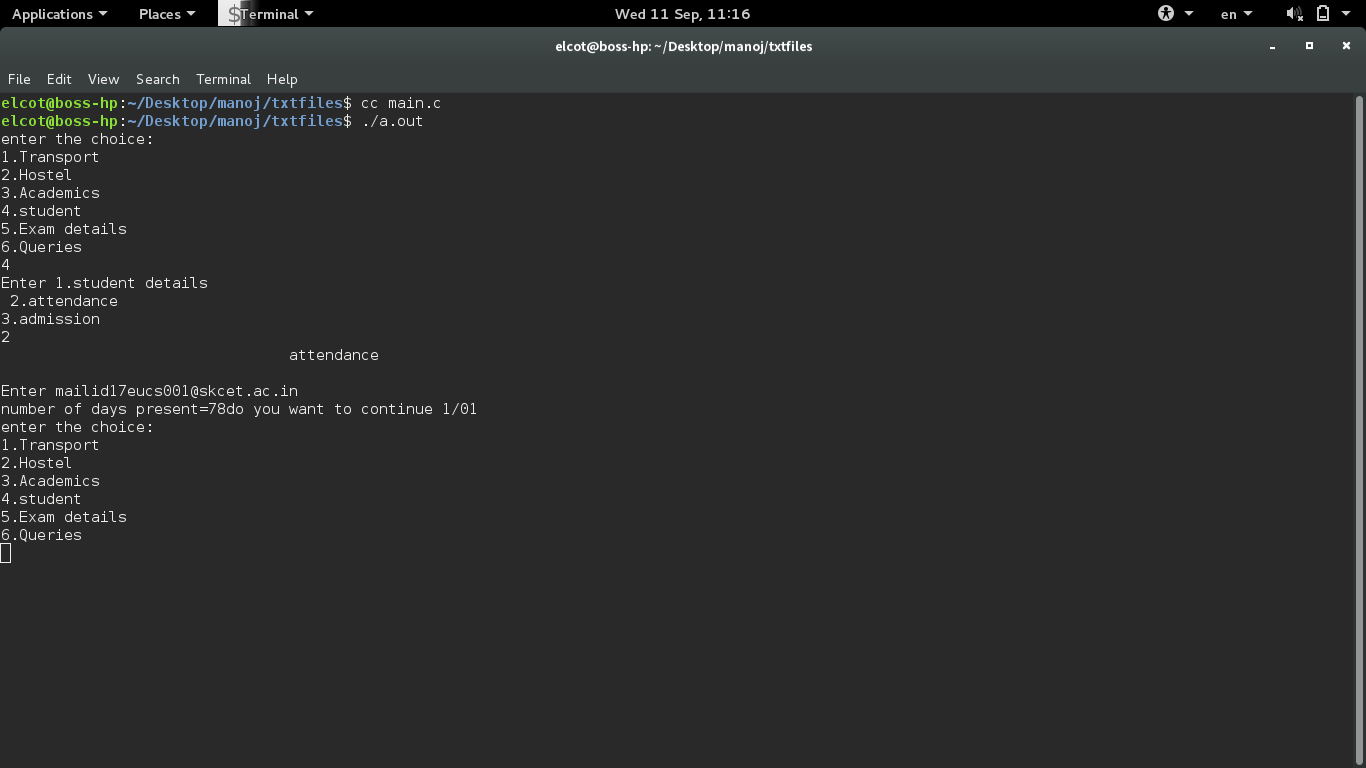 Applications Places $Terminal Wed 11 Sep, 11:16 en
elcot@boss-hp: ~/Desktop/manoj/txtfiles
File Edit View Search Terminal Help
elcot@boss-hp:~/Desktop/manoj/txtfiles$ cc main.c
elcot@boss-hp:~/Desktop/manoj/txtfiles$ ./a.out
enter the choice:
1.Transport
2.Hostel
3.Academics
4.student
5.Exam details
6.Queries
4
Enter 1.student details
 2.attendance
3.admission
2
attendance
Enter mailid17eucs001@skcet.ac.in
number of days present=78do you want to continue 1/01
enter the choice:
1.Transport
2.Hostel
3.Academics
4.student
5.Exam details
6.Queries